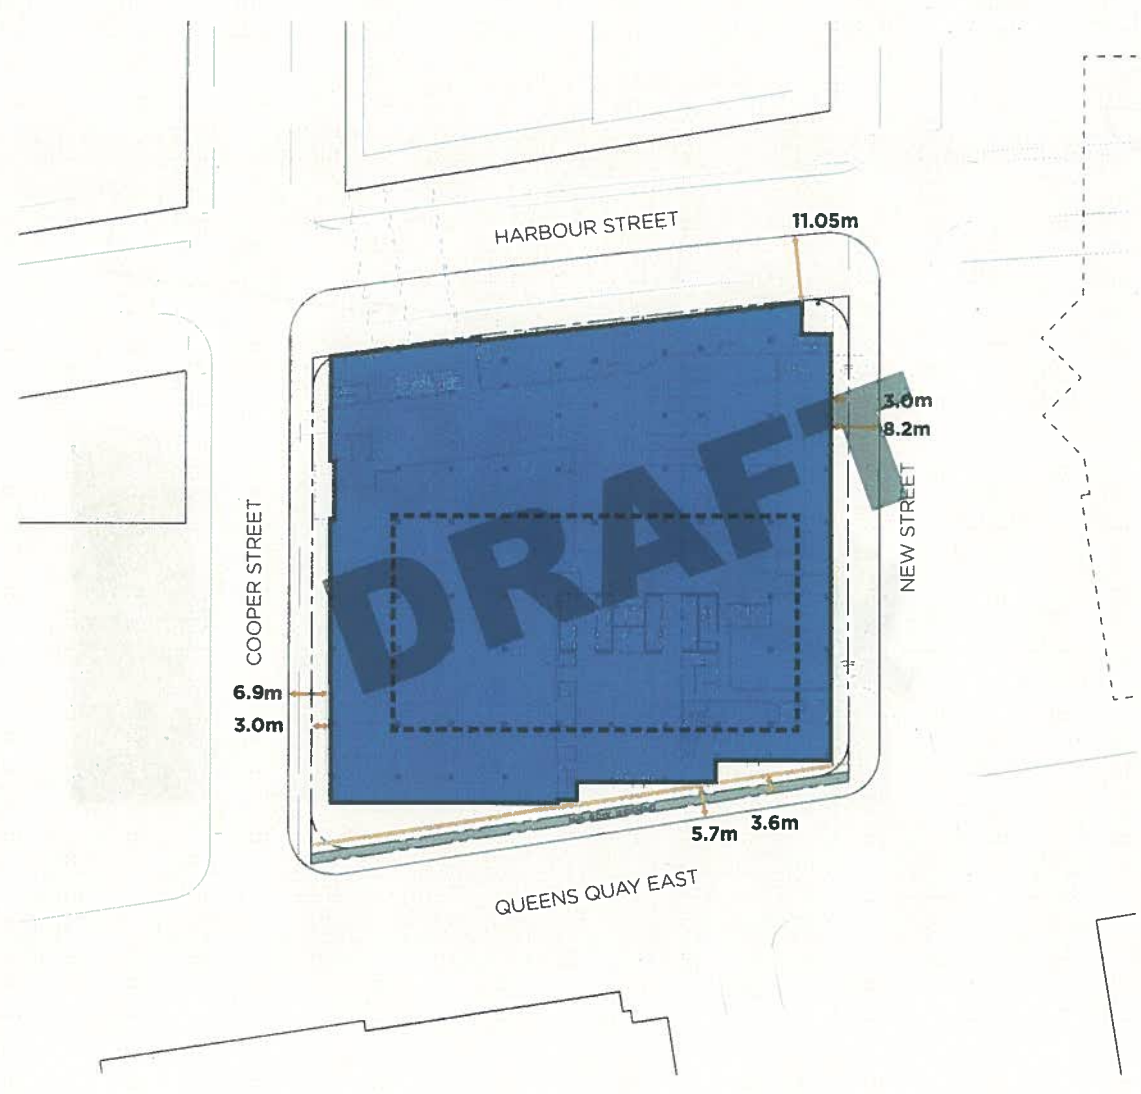 11.05m
HARBOUR STREET
3.0m
8.2m
DRAFT
NEW STREET
COOPER STREET
6.9m
3.0m
3.6m
5.7m
QUEENS QUAY EAST